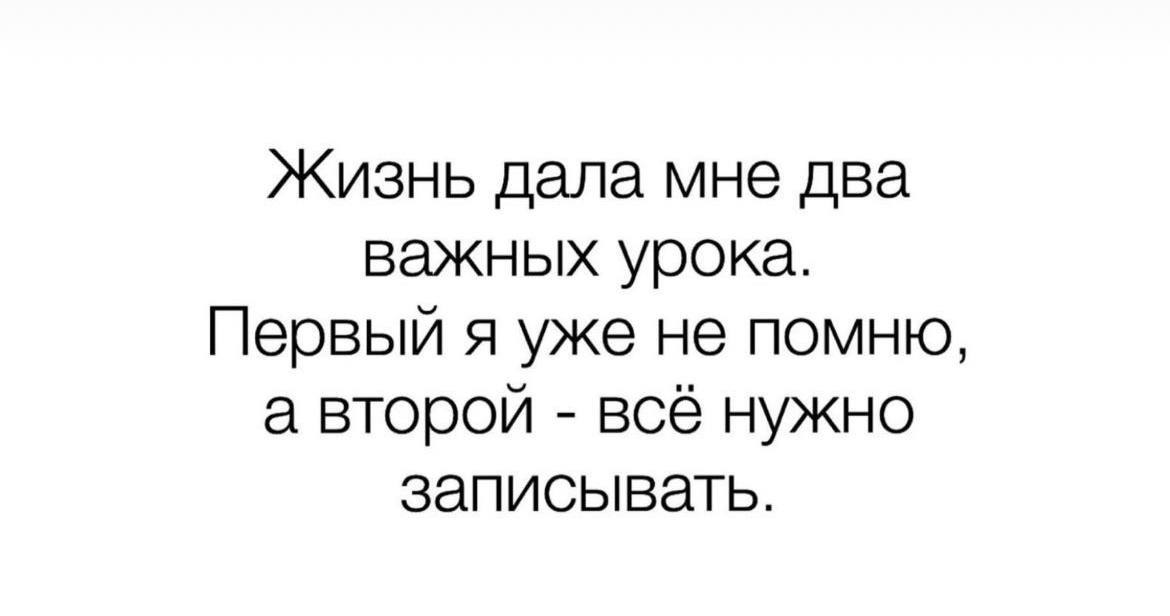 Жизнь дала мне два
важных урока.
Первый я уже не помню,
а второй - всё нужно
записывать.